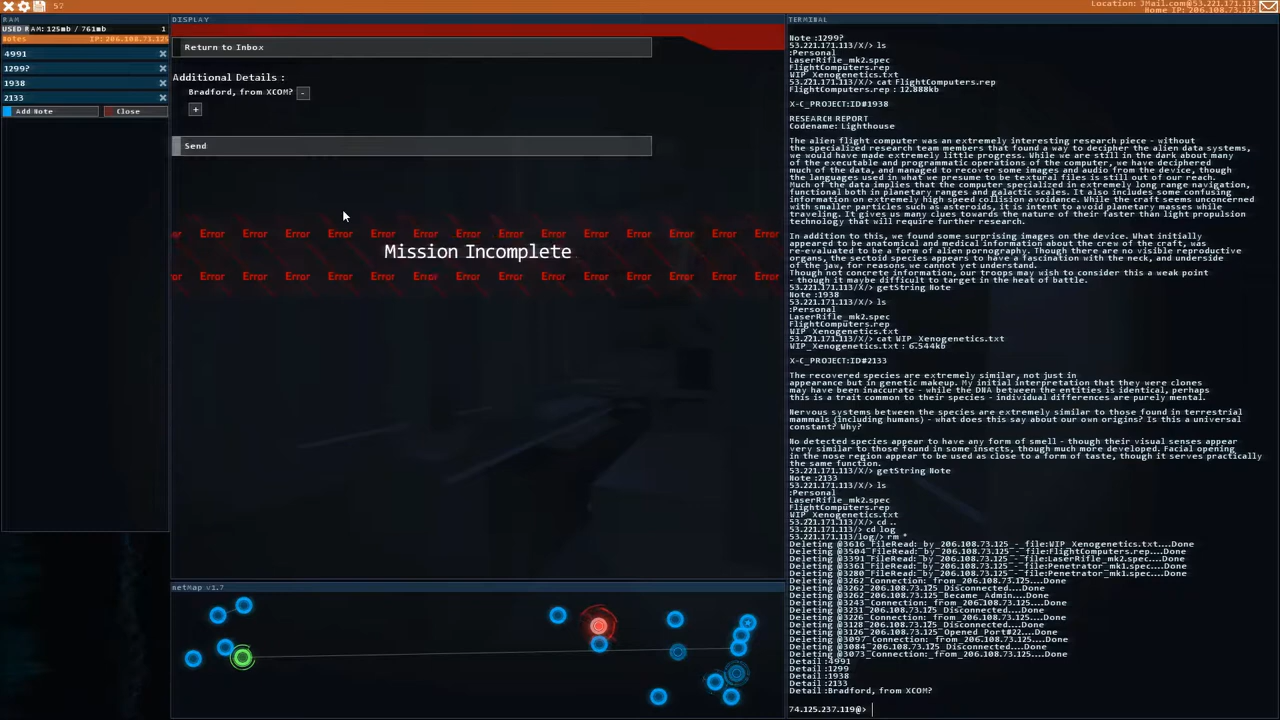 57
Location: JMail.com@53.221.171.113
Home IP: 206.108.73.125
RAM
USED RAM: 125mb / 761mb 1
Notes IP: 206.108.73.125
4991
1299?
1938
2133
Add Note
Close
DISPLAY
Return to Inbox
Additional Details :
Bradford, from XCOM? -
+
Send
Error Error Error Error Error Error Error Error Error Error Error Error Error Error
Mission Incomplete
Error Error Error Error Error Error Error Error Error Error Error Error Error Error
netMap v1.7
TERMINAL
Note :1299?
53.221.171.113/X/> ls
:Personal
LaserRifle_mk2.spec
FlightComputers.rep
WIP_Xenogenetics.txt
53.221.171.113/X/> cat FlightComputers.rep
FlightComputers.rep : 12.888kb
X-C_PROJECT:ID#1938
RESEARCH REPORT
Codename: Lighthouse
The alien flight computer was an extremely interesting research piece - without
the specialized research team members that found a way to decipher the alien data systems,
we would have made extremely little progress. While we are still in the dark about many
of the executable and programmatic operations of the computer, we have deciphered
much of the data, and managed to recover some images and audio from the device, though
the languages used in what we presume to be textural files is still out of our reach.
Much of the data implies that the computer specialized in extremely long range navigation,
functional both in planetary ranges and galactic scales. It also includes some confusing
information on extremely high speed collision avoidance. While the craft seems unconcerned
with smaller particles such as asteroids, it is intent to avoid planetary masses while
traveling. It gives us many clues towards the nature of their faster than light propulsion
technology that will require further research.
In addition to this, we found some surprising images on the device. What initially
appeared to be anatomical and medical information about the crew of the craft, was
re-evaluated to be a form of alien pornography. Though there are no visible reproductive
organs, the sectoid species appears to have a fascination with the neck, and underside
of the jaw, for reasons we cannot yet understand.
Though not concrete information, our troops may wish to consider this a weak point
- though it maybe difficult to target in the heat of battle.
53.221.171.113/X/> getString Note
Note :1938
53.221.171.113/X/> ls
:Personal
LaserRifle_mk2.spec
FlightComputers.rep
WIP_Xenogenetics.txt
53.221.171.113/X/> cat WIP_Xenogenetics.txt
WIP_Xenogenetics.txt : 6.544kb
X-C_PROJECT:ID#2133
The recovered species are extremely similar, not just in
appearance but in genetic makeup. My initial interpretation that they were clones
may have been inaccurate - while the DNA between the entities is identical, perhaps
this is a trait common to their species - individual differences are purely mental.
Nervous systems between the species are extremely similar to those found in terrestrial
mammals (including humans) - what does this say about our own origins? Is this a universal
constant? Why?
No detected species appear to have any form of smell - though their visual senses appear
very similar to those found in some insects, though much more developed. Facial opening
in the nose region appear to be used as close to a form of taste, though it serves practically
the same function.
53.221.171.113/X/> getString Note
Note :2133
53.221.171.113/X/> ls
:Personal
LaserRifle_mk2.spec
FlightComputers.rep
WIP_Xenogenetics.txt
53.221.171.113/X/> cd ..
53.221.171.113/> cd log
53.221.171.113/log/> rm *
Deleting @3616_FileRead:_by_206.108.73.125_-_file:WIP_Xenogenetics.txt....Done
Deleting @3504_FileRead:_by_206.108.73.125_-_file:FlightComputers.rep....Done
Deleting @3391_FileRead:_by_206.108.73.125_-_file:LaserRifle_mk2.spec....Done
Deleting @3361_FileRead:_by_206.108.73.125_-_file:Penetrator_mk1.spec....Done
Deleting @3280_FileRead:_by_206.108.73.125_-_file:Penetrator_mk1.spec....Done
Deleting @3262_Connection:_from_206.108.73.125....Done
Deleting @3262_206.108.73.125_Disconnected....Done
Deleting @3262_206.108.73.125_Became_Admin....Done
Deleting @3243_Connection:_from_206.108.73.125....Done
Deleting @3231_206.108.73.125_Disconnected....Done
Deleting @3226_Connection:_from_206.108.73.125....Done
Deleting @3128_206.108.73.125_Disconnected....Done
Deleting @3126_206.108.73.125_Opened_Port#22....Done
Deleting @3097_Connection:_from_206.108.73.125....Done
Deleting @3084_206.108.73.125_Disconnected....Done
Deleting @3073_Connection:_from_206.108.73.125....Done
Detail :4991
Detail :1299
Detail :1938
Detail :2133
Detail :Bradford, from XCOM?
74.125.237.119@>